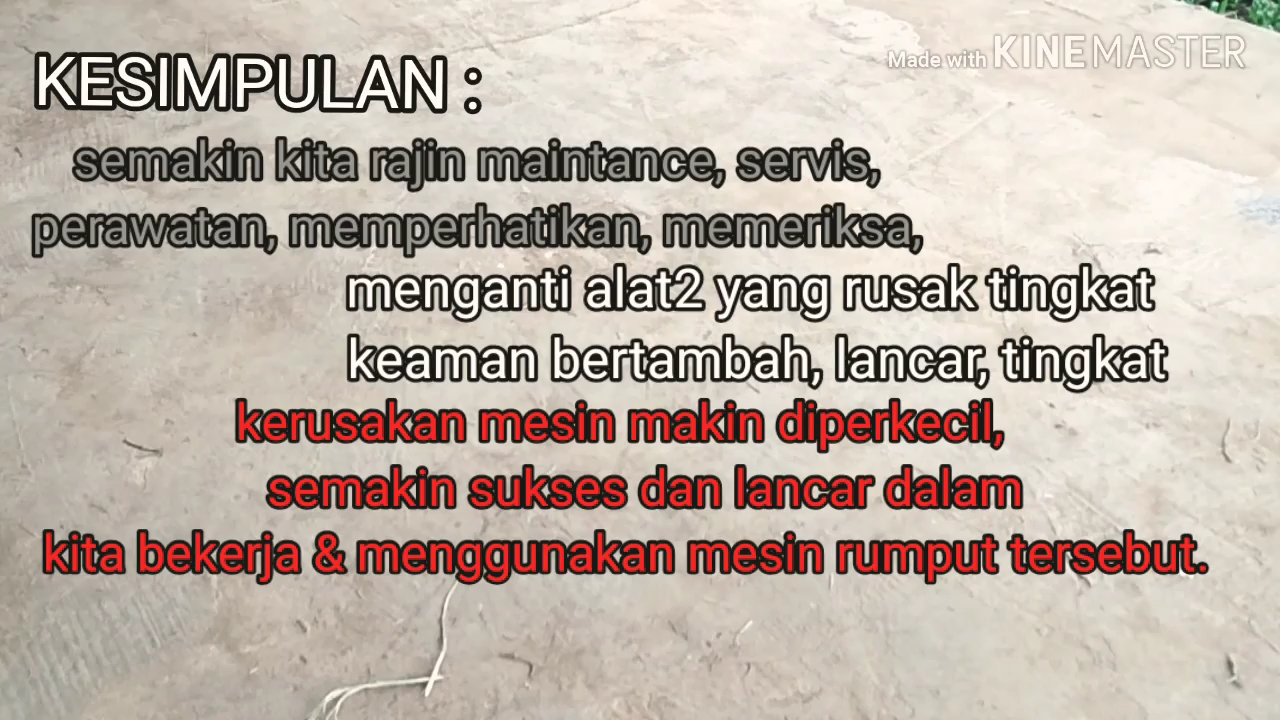 Made with KINEMASTER
KESIMPULAN :
semakin kita rajin maintance, servis,
perawatan, memperhatikan, memeriksa,
menganti alat2 yang rusak tingkat
keaman bertambah, lancar, tingkat
kerusakan mesin makin diperkecil,
semakin sukses dan lancar dalam
kita bekerja & menggunakan mesin rumput tersebut.